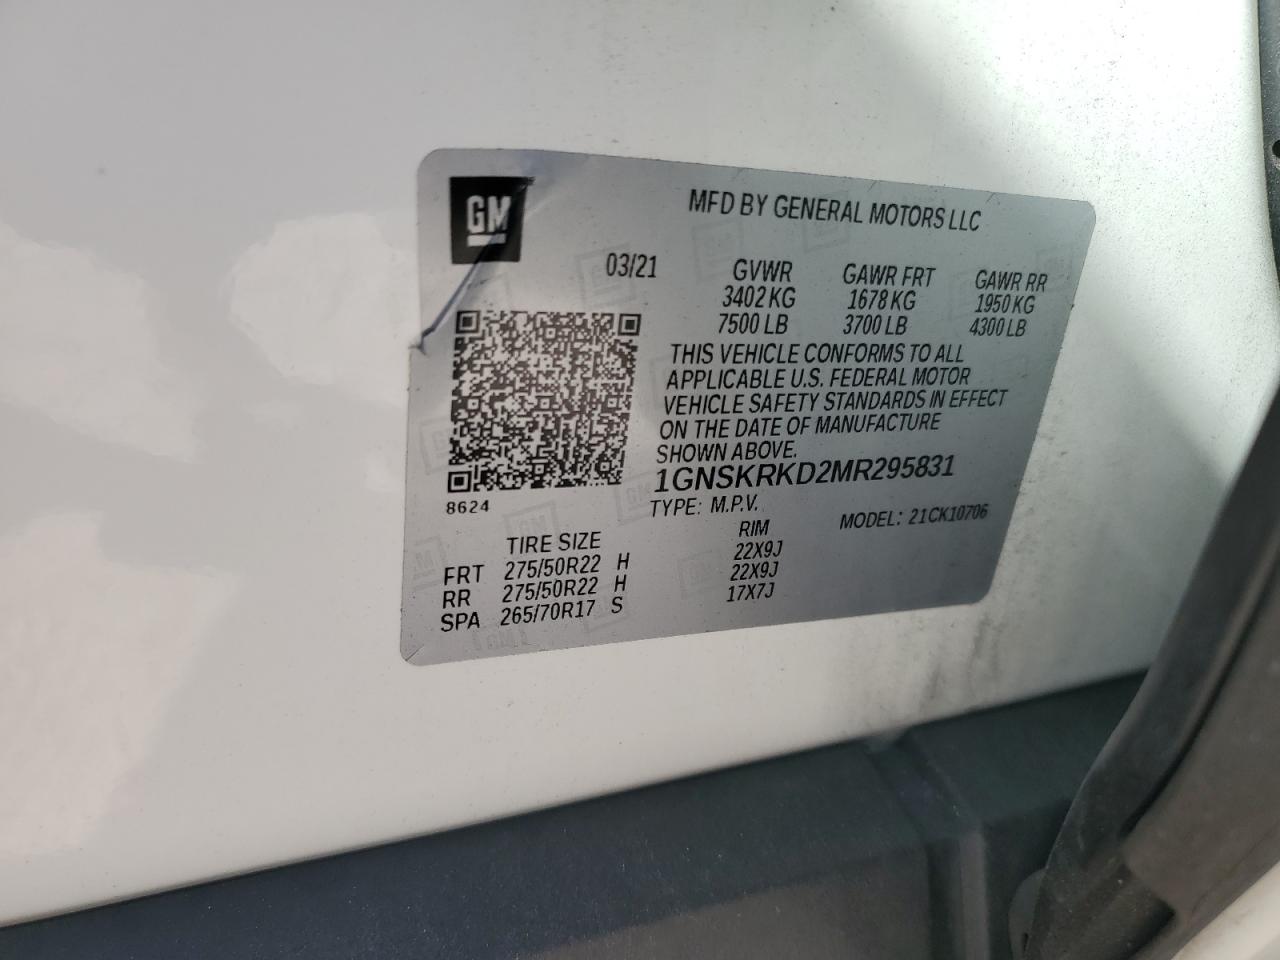 GM
MFD BY GENERAL MOTORS LLC
03/21
GVWR GAWR FRT GAWR RR
3402 KG 1678 KG 1950 KG
7500 LB 3700 LB 4300 LB
THIS VEHICLE CONFORMS TO ALL
APPLICABLE U.S. FEDERAL MOTOR
VEHICLE SAFETY STANDARDS IN EFFECT
ON THE DATE OF MANUFACTURE
SHOWN ABOVE.
8624
1GNSKRKD2MR295831
TYPE: M.P.V. MODEL: 21CK10706
TIRE SIZE RIM
FRT 275/50R22 H 22X9J
RR 275/50R22 H 22X9J
SPA 265/70R17 S 17X7J